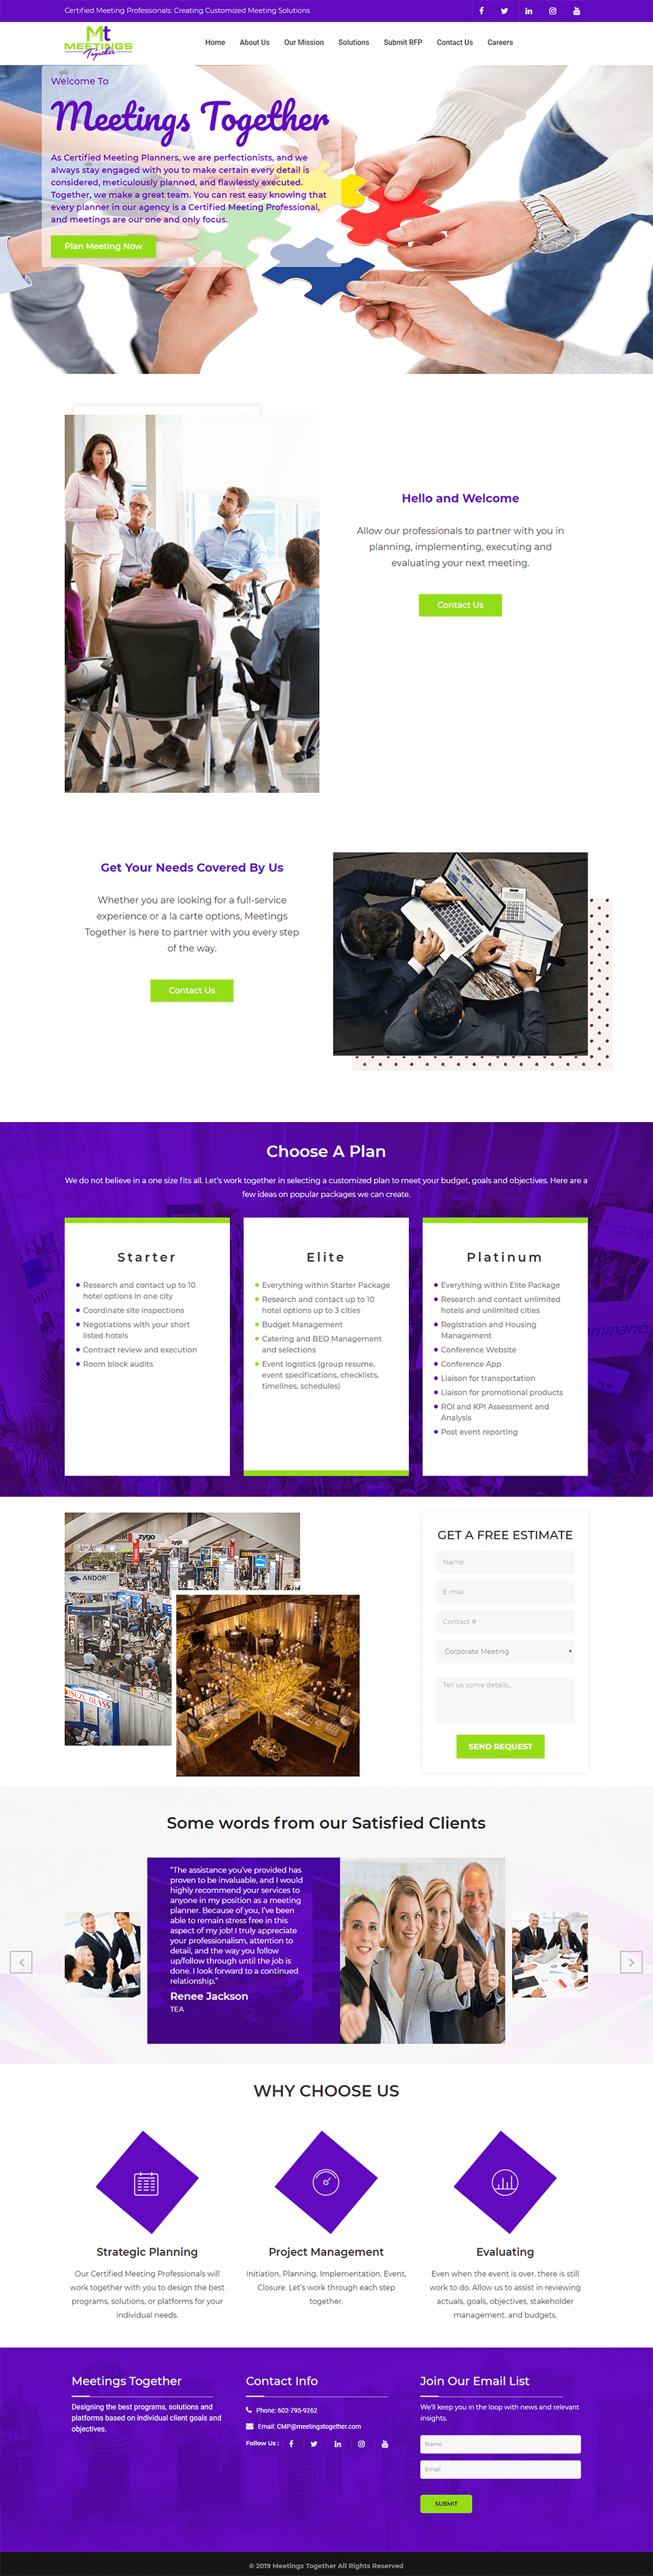 Certified Meeting Professionals: Creating Customized Meeting Solutions
Mt
MEETINGS
Together
Home About Us Our Mission Solutions Submit RFP Contact Us Careers
Welcome To
Meetings Together
As Certified Meeting Planners, we are perfectionists, and we
always stay engaged with you to make certain every detail is
considered, meticulously planned, and flawlessly executed.
Together, we make a great team. You can rest easy knowing that
every planner in our agency is a Certified Meeting Professional,
and meetings are our one and only focus.
Plan Meeting Now
Hello and Welcome
Allow our professionals to partner with you in
planning, implementing, executing and
evaluating your next meeting.
Contact Us
Get Your Needs Covered By Us
Whether you are looking for a full-service
experience or a la carte options, Meetings
Together is here to partner with you every step
of the way.
Contact Us
Choose A Plan
We do not believe in a one size fits all. Let's work together in selecting a customized plan to meet your budget, goals and objectives. Here are a
few ideas on popular packages we can create.
Starter
Research and contact up to 10
hotel options in one city
Coordinate site inspections
Negotiations with your short
listed hotels
Contract review and execution
Room block audits
Elite
Everything within Starter Package
Research and contact up to 10
hotel options up to 3 cities
Budget Management
Catering and BEO Management
and selections
Event logistics (group resume,
event specifications, checklists,
timelines, schedules)
Platinum
Everything within Elite Package
Research and contact unlimited
hotels and unlimited cities
Registration and Housing
Management
Conference Website
Conference App
Liaison for transportation
Liaison for promotional products
ROI and KPI Assessment and
Analysis
Post event reporting
zygo
zygo
ANDOR
ISUZU GLASS
GET A FREE ESTIMATE
Name
E-mail
Contact #
Corporate Meeting
Tell us some details...
SEND REQUEST
Some words from our Satisfied Clients
"The assistance you've provided has
proven to be invaluable, and I would
highly recommend your services to
anyone in my position as a meeting
planner. Because of you, I've been
able to remain stress free in this
aspect of my job! I truly appreciate
your professionalism, attention to
detail, and the way you follow
up/follow through until the job is
done. I look forward to a continued
relationship."
Renee Jackson
TEA
WHY CHOOSE US
Strategic Planning
Our Certified Meeting Professionals will
work together with you to design the best
programs, solutions, or platforms for your
individual needs.
Project Management
Initiation, Planning, Implementation, Event,
Closure. Let's work through each step
together.
Evaluating
Even when the event is over, there is still
work to do. Allow us to assist in reviewing
actuals, goals, objectives, stakeholder
management, and budgets.
Meetings Together
Designing the best programs, solutions and
platforms based on individual client goals and
objectives.
Contact Info
Phone: 602-795-9262
Email: CMP@meetingstogether.com
Follow Us :
Join Our Email List
We'll keep you in the loop with news and relevant
insights.
Name
Email
SUBMIT
© 2019 Meetings Together All Rights Reserved